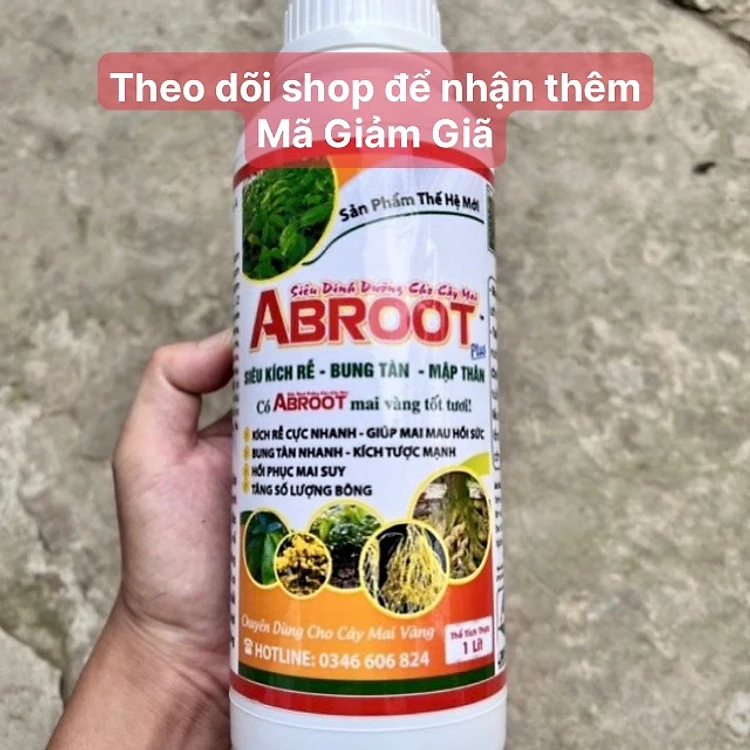 Theo dõi shop để nhận thêm
Mã Giảm Giã
Sản Phẩm Thế Hệ Mới
Siêu Dinh Dưỡng Cho Cây Mai
ABROOT
Plus
SIÊU KÍCH RỄ - BUNG TÀN - MẬP THÂN
Có ABROOT mai vàng tốt tươi!
KÍCH RỄ CỰC NHANH - GIÚP MAI MAU HỒI SỨC
BUNG TÀN NHANH - KÍCH TƯỢC MẠNH
HỒI PHỤC MAI SUY
TĂNG SỐ LƯỢNG BÔNG
Chuyên Dùng Cho Cây Mai Vàng
HOTLINE: 0346 606 824
Thể Tích Thực
1 Lít